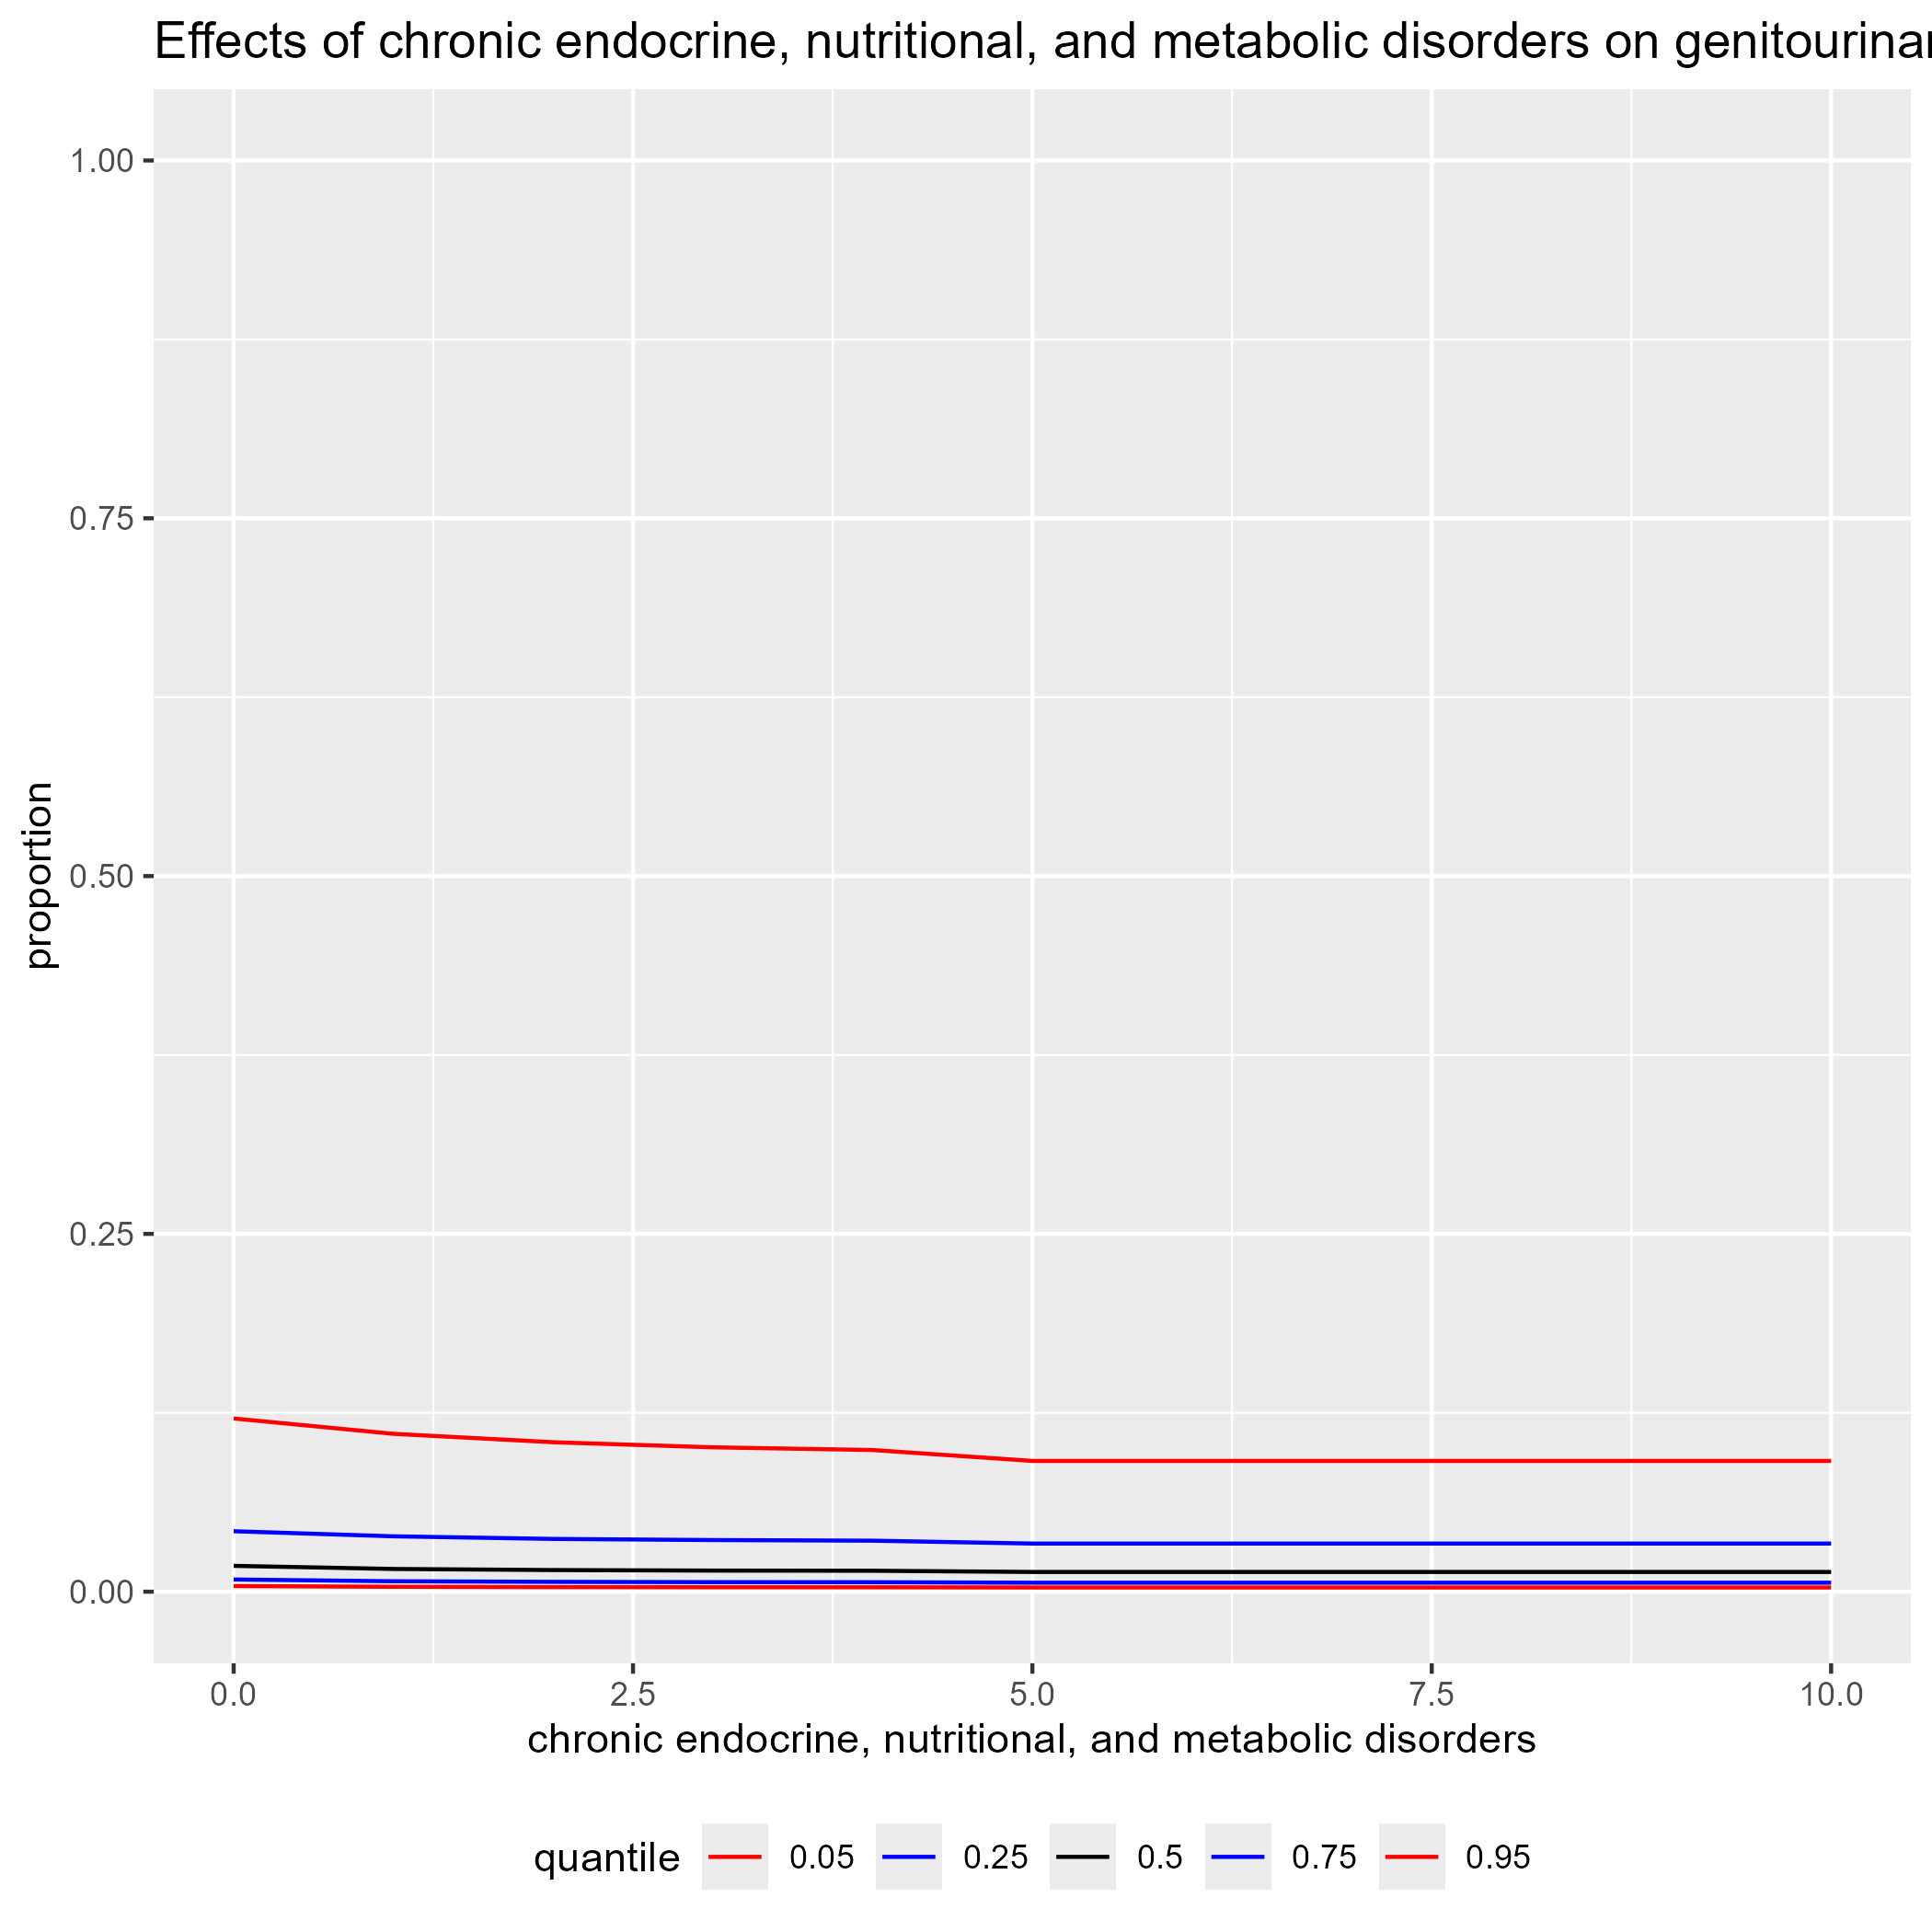 Effects of chronic endocrine, nutritional, and metabolic disorders on genitourinar
1.00
0.75
0.50
0.25
0.00
proportion
0.0 2.5 5.0 7.5 10.0
chronic endocrine, nutritional, and metabolic disorders
quantile 0.05 0.25 0.5 0.75 0.95